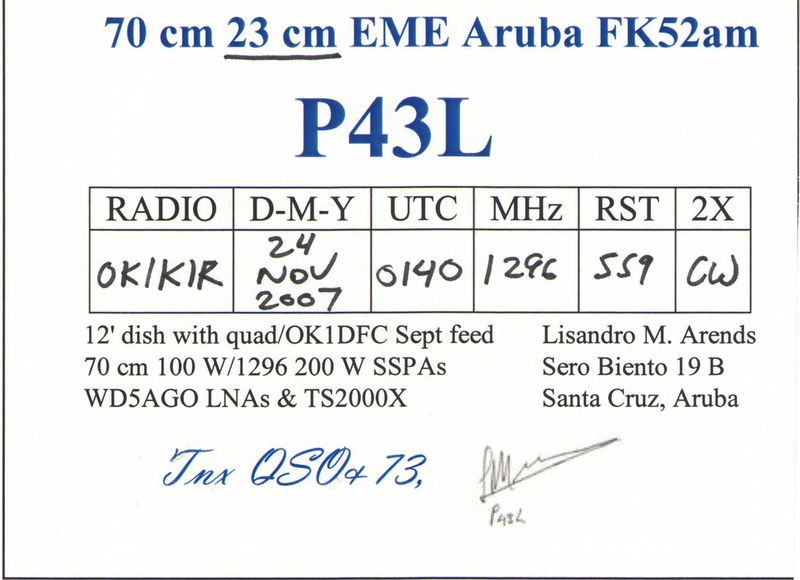 70 cm 23 cm EME Aruba FK52am
P43L
RADIO D-M-Y UTC MHz RST 2X
OK1KIR 24 NOV 2007 0140 1296 559 CW
12' dish with quad/OK1DFC Sept feed
70 cm 100 W/1296 200 W SSPAs
WD5AGO LNAs & TS2000X
Lisandro M. Arends
Sero Biento 19 B
Santa Cruz, Aruba
Tnx QSO & 73,
P43L